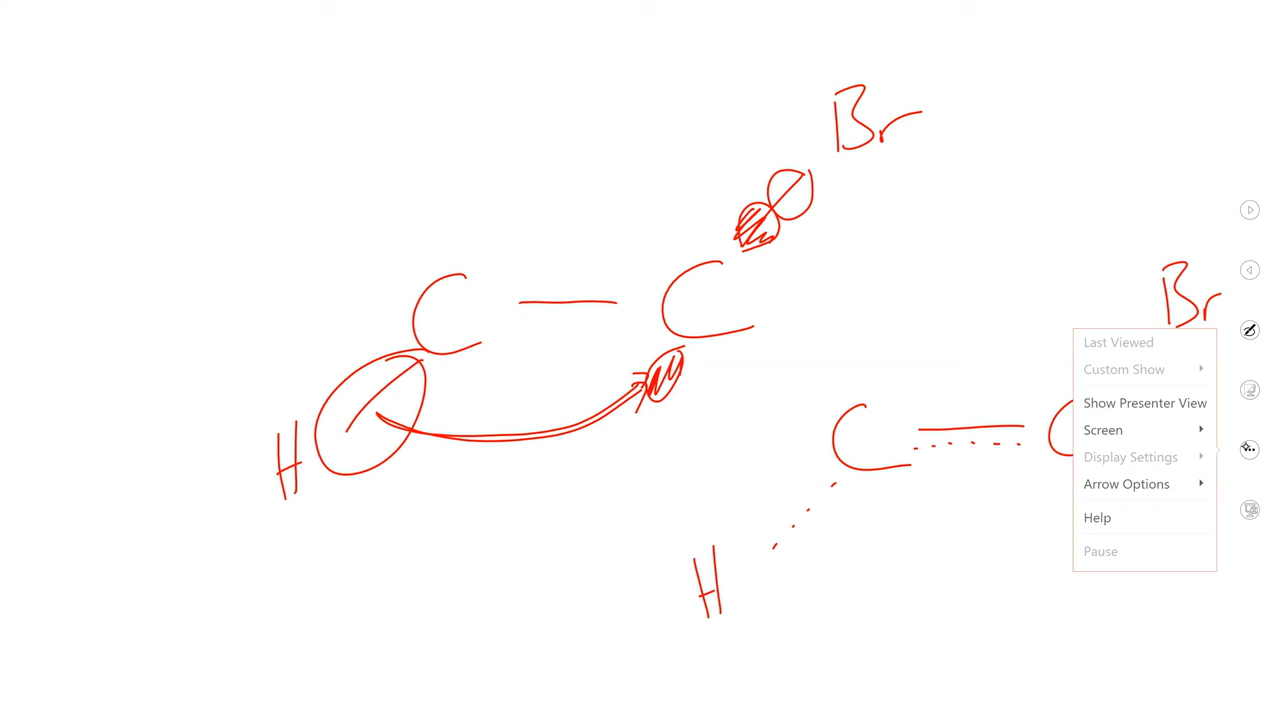 Br
C — C
H
Br
C
H
Last Viewed
Custom Show
Show Presenter View
Screen
Display Settings
Arrow Options
Help
Pause